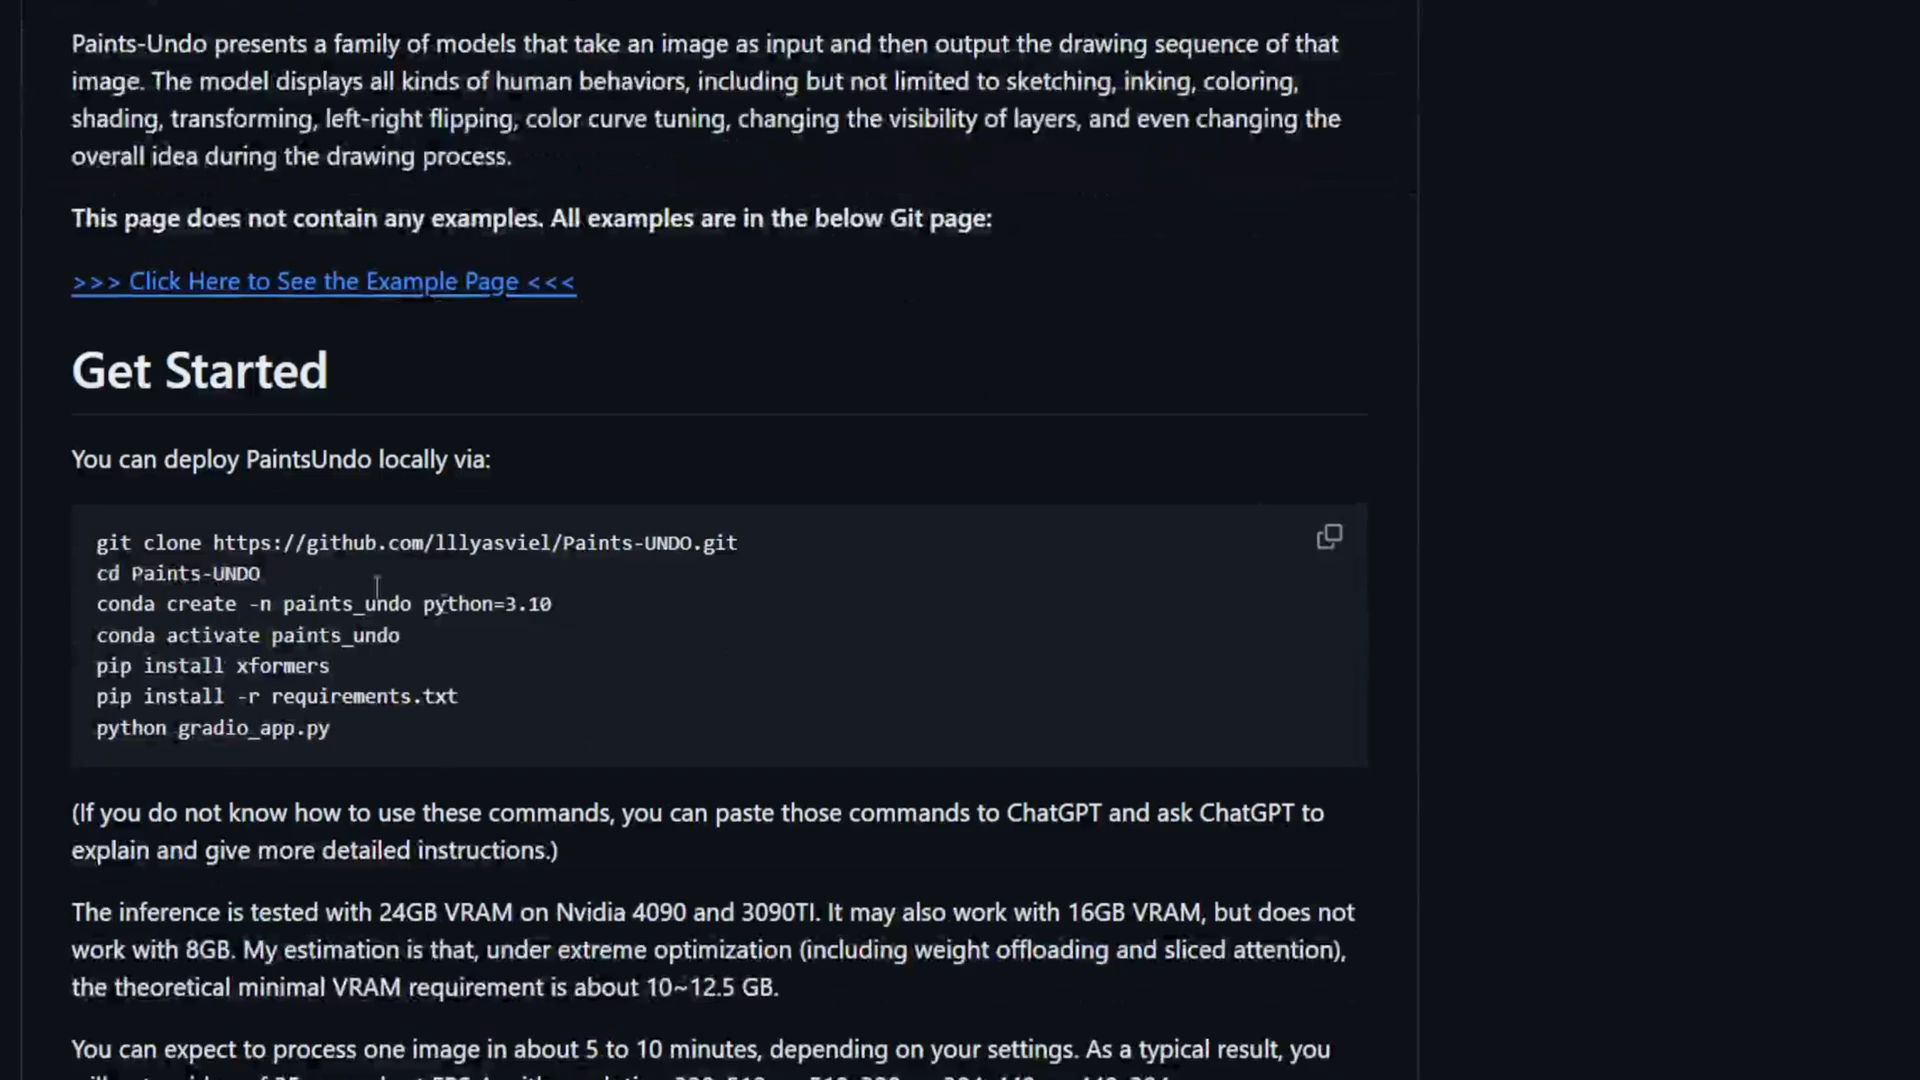 Paints-Undo presents a family of models that take an image as input and then output the drawing sequence of that
image. The model displays all kinds of human behaviors, including but not limited to sketching, inking, coloring,
shading, transforming, left-right flipping, color curve tuning, changing the visibility of layers, and even changing the
overall idea during the drawing process.
This page does not contain any examples. All examples are in the below Git page:
>>> Click Here to See the Example Page <<<
Get Started
You can deploy PaintsUndo locally via:
git clone https://github.com/lllyasviel/Paints-UNDO.git
cd Paints-UNDO
conda create -n paints_undo python=3.10
conda activate paints_undo
pip install xformers
pip install -r requirements.txt
python gradio_app.py
(If you do not know how to use these commands, you can paste those commands to ChatGPT and ask ChatGPT to
explain and give more detailed instructions.)
The inference is tested with 24GB VRAM on Nvidia 4090 and 3090TI. It may also work with 16GB VRAM, but does not
work with 8GB. My estimation is that, under extreme optimization (including weight offloading and sliced attention),
the theoretical minimal VRAM requirement is about 10~12.5 GB.
You can expect to process one image in about 5 to 10 minutes, depending on your settings. As a typical result, you